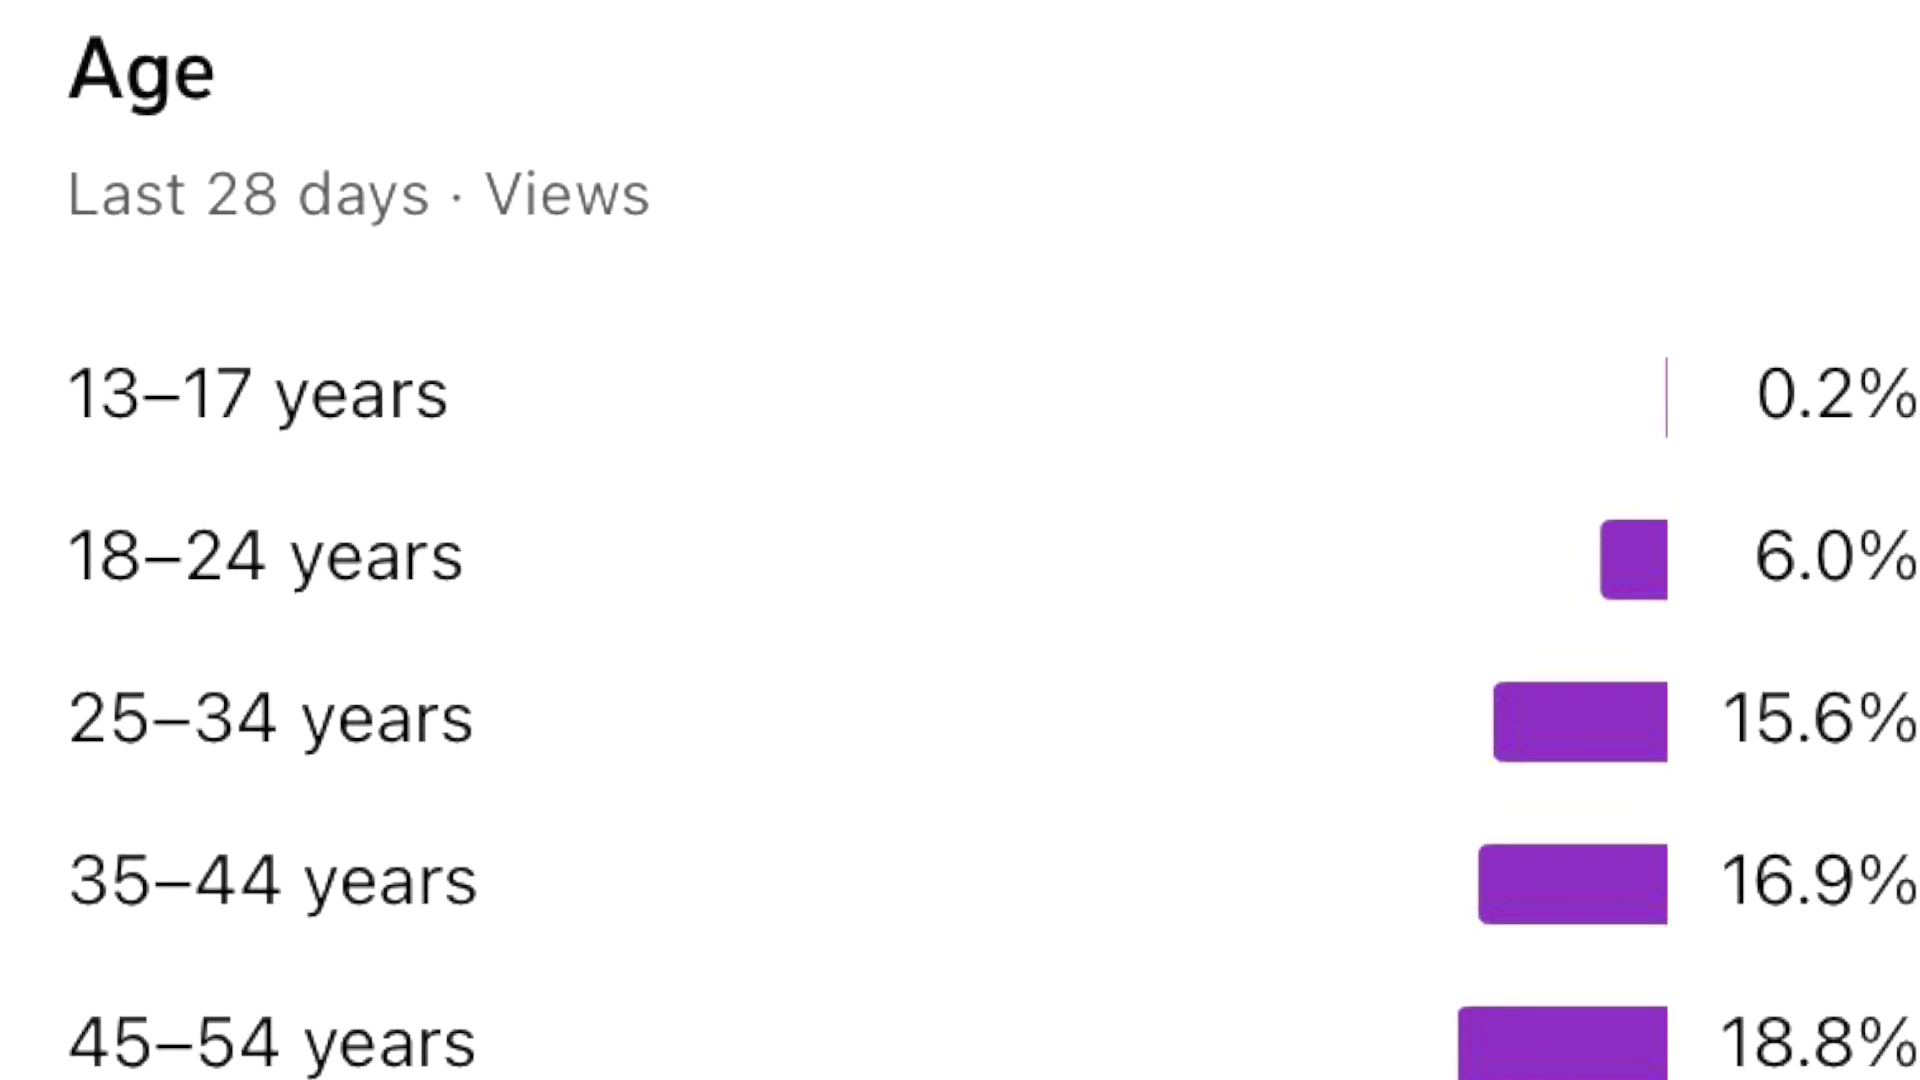 Age
Last 28 days · Views
13–17 years 0.2%
18–24 years 6.0%
25–34 years 15.6%
35–44 years 16.9%
45–54 years 18.8%